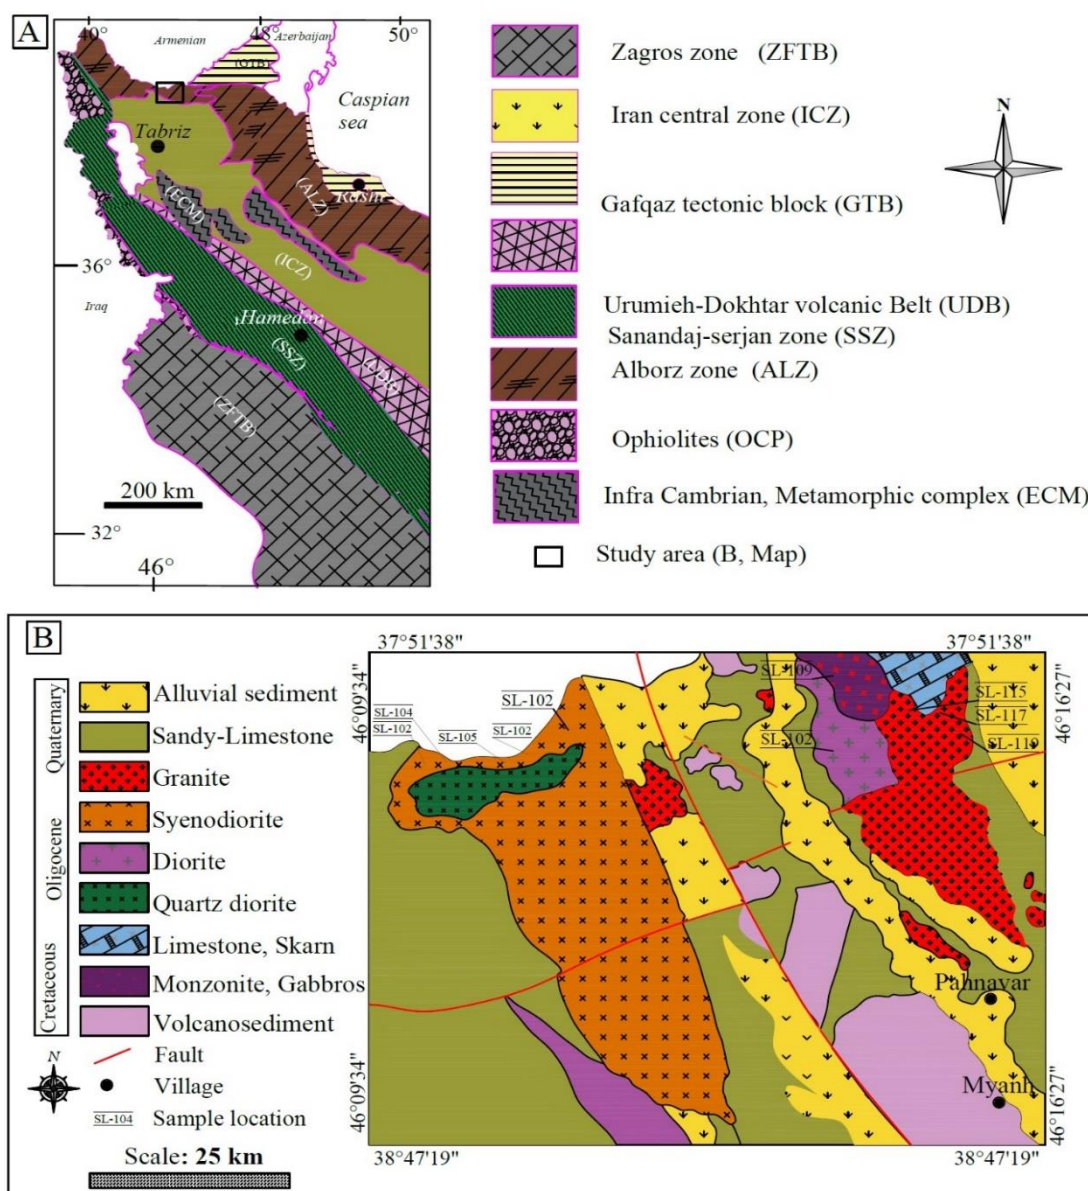 A
40°
48°
50°
Armenian
Azerbaijan
(GTB)
Caspian
sea
Tabriz
Rasht
(ECM)
(ALZ)
(ICZ)
36°
Iraq
Hamedan
(SSZ)
(UDB)
(ZFTB)
200 km
32°
46°
Zagros zone (ZFTB)
Iran central zone (ICZ)
Gafqaz tectonic block (GTB)
Urumieh-Dokhtar volcanic Belt (UDB)
Sanandaj-serjan zone (SSZ)
Alborz zone (ALZ)
Ophiolites (OCP)
Infra Cambrian, Metamorphic complex (ECM)
Study area (B, Map)
N
B
Quaternary
Oligocene
Cretaceous
Alluvial sediment
Sandy-Limestone
Granite
Syenodiorite
Diorite
Quartz diorite
Limestone, Skarn
Monzonite, Gabbros
Volcanosediment
Fault
Village
SL-104 Sample location
N
Scale: 25 km
37°51'38"
37°51'38"
46°09'34"
46°16'27"
SL-104
SL-102
SL-105
SL-102
SL-102
SL-109
SL-115
SL-117
SL-102
SL-119
Pahnavar
Myanh
46°09'34"
46°16'27"
38°47'19"
38°47'19"